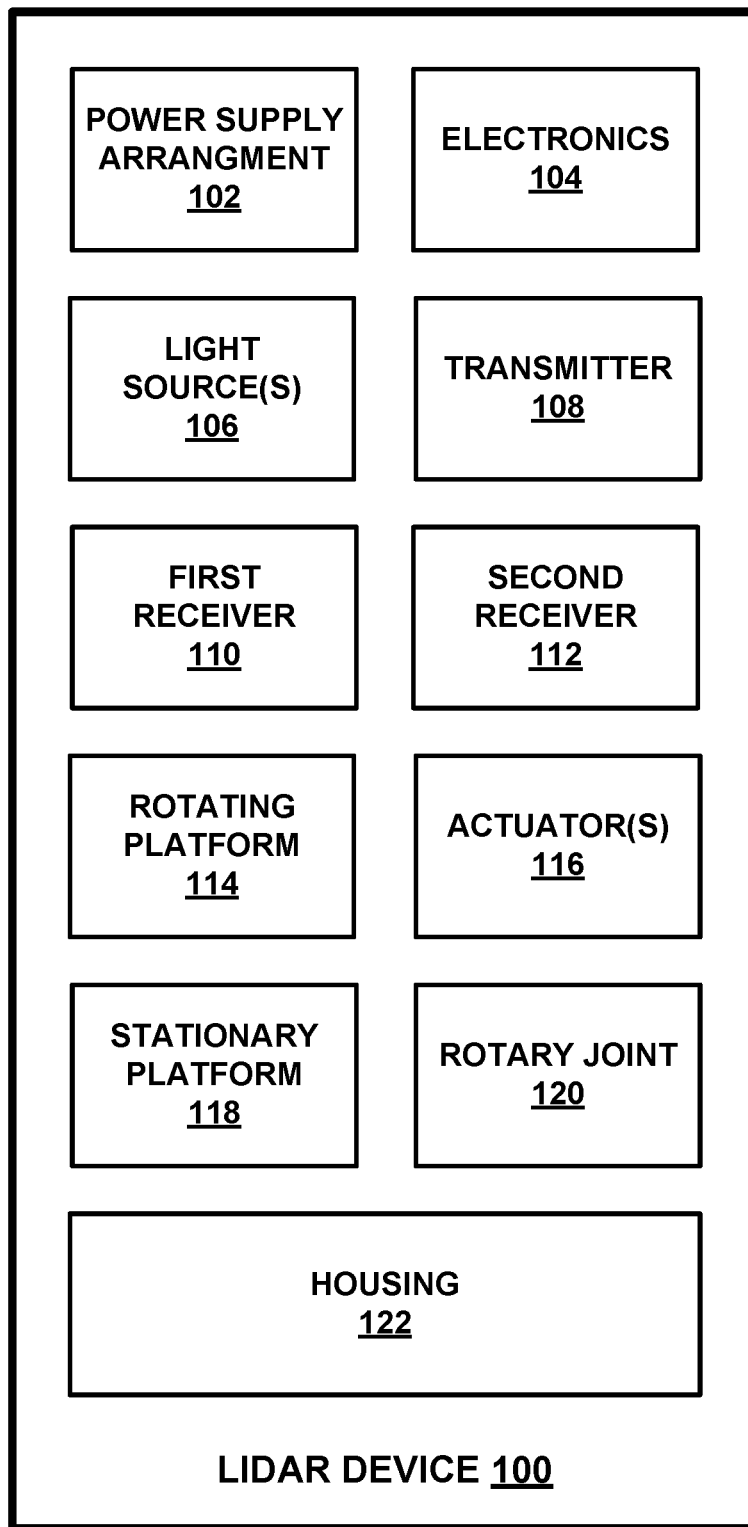 POWER SUPPLY
ARRANGMENT
102
ELECTRONICS
104
LIGHT
SOURCE(S)
106
TRANSMITTER
108
FIRST
RECEIVER
110
SECOND
RECEIVER
112
ROTATING
PLATFORM
114
ACTUATOR(S)
116
STATIONARY
PLATFORM
118
ROTARY JOINT
120
HOUSING
122
LIDAR DEVICE 100